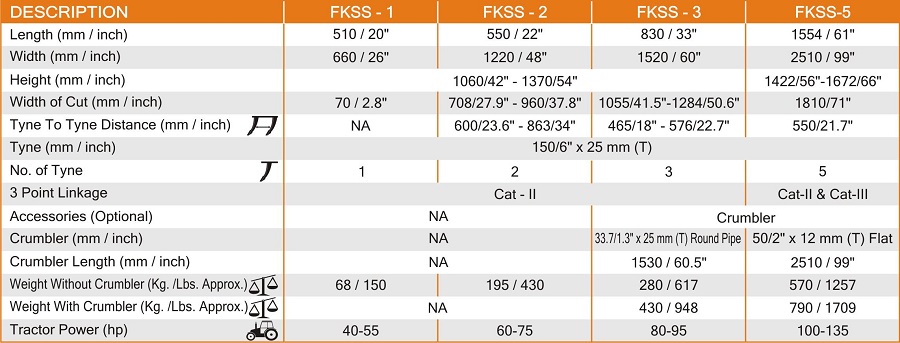 DESCRIPTION FKSS - 1 FKSS - 2 FKSS - 3 FKSS-5
Length (mm / inch) 510 / 20" 550 / 22" 830 / 33" 1554 / 61"
Width (mm / inch) 660 / 26" 1220 / 48" 1520 / 60" 2510 / 99"
Height (mm / inch) 1060/42" - 1370/54" 1422/56"-1672/66"
Width of Cut (mm / inch) 70 / 2.8" 708/27.9" - 960/37.8" 1055/41.5"-1284/50.6" 1810/71"
Tyne To Tyne Distance (mm / inch) NA 600/23.6" - 863/34" 465/18" - 576/22.7" 550/21.7"
Tyne (mm / inch) 150/6" x 25 mm (T)
No. of Tyne 1 2 3 5
3 Point Linkage Cat - II Cat-II & Cat-III
Accessories (Optional) NA Crumbler
Crumbler (mm / inch) NA 33.7/1.3" x 25 mm (T) Round Pipe 50/2" x 12 mm (T) Flat
Crumbler Length (mm / inch) NA 1530 / 60.5" 2510 / 99"
Weight Without Crumbler (Kg. /Lbs. Approx.) 68 / 150 195 / 430 280 / 617 570 / 1257
Weight With Crumbler (Kg. /Lbs. Approx.) NA 430 / 948 790 / 1709
Tractor Power (hp) 40-55 60-75 80-95 100-135